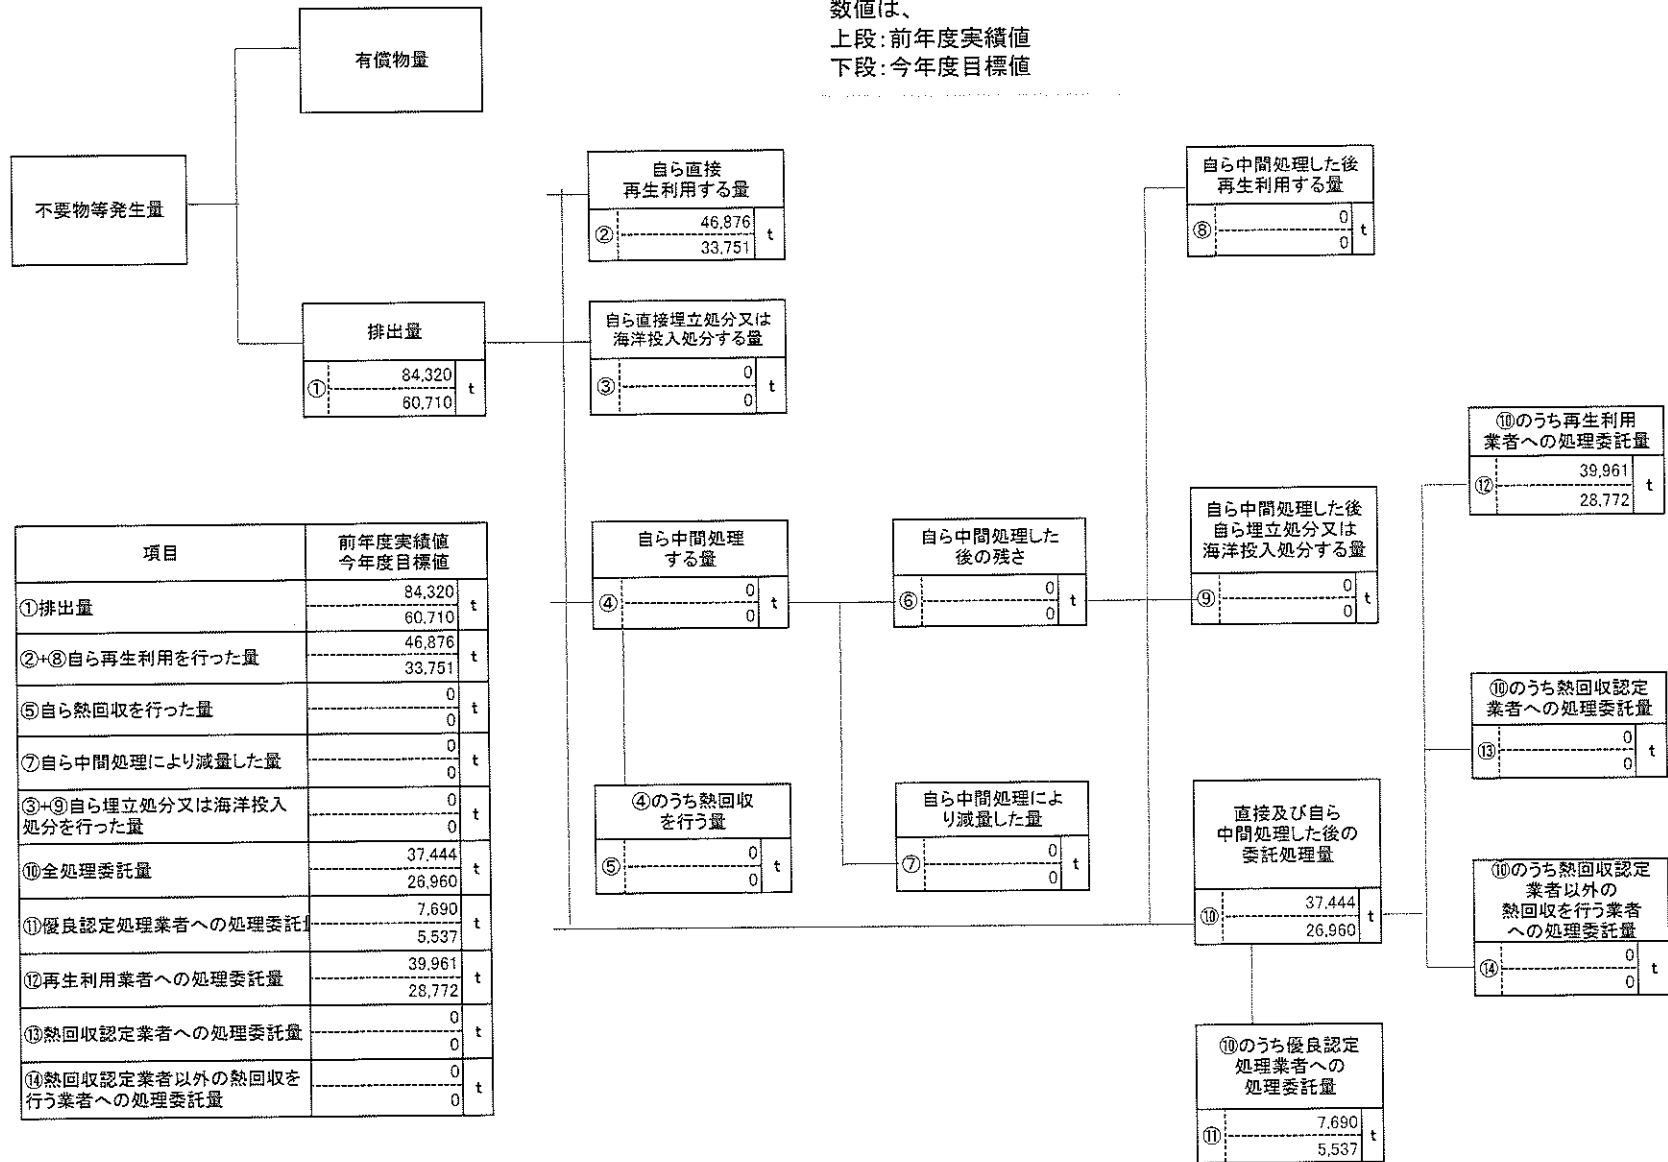 数値は、
上段:前年度実績値
下段:今年度目標値
有償物量
不要物等発生量
排出量
① 84,320 t
60,710
自ら直接
再生利用する量
② 46,876 t
33,751
自ら直接埋立処分又は
海洋投入処分する量
③ 0 t
0
自ら中間処理した後
再生利用する量
⑧ 0 t
0
自ら中間処理
する量
④ 0 t
0
自ら中間処理した
後の残さ
⑥ 0 t
0
自ら中間処理した後
自ら埋立処分又は
海洋投入処分する量
⑨ 0 t
0
⑩のうち再生利用
業者への処理委託量
⑫ 39,961 t
28,772
⑩のうち熱回収認定
業者への処理委託量
⑬ 0 t
0
④のうち熱回収
を行う量
⑤ 0 t
0
自ら中間処理によ
り減量した量
⑦ 0 t
0
直接及び自ら
中間処理した後の
委託処理量
⑩ 37,444 t
26,960
⑩のうち熱回収認定
業者以外の
熱回収を行う業者
への処理委託量
⑭ 0 t
0
⑩のうち優良認定
処理業者への
処理委託量
⑪ 7,690 t
5,537
項目 前年度実績値
今年度目標値
①排出量 84,320 t
60,710
②+⑧自ら再生利用を行った量 46,876 t
33,751
⑤自ら熱回収を行った量 0 t
0
⑦自ら中間処理により減量した量 0 t
0
③+⑨自ら埋立処分又は海洋投入 0 t
処分を行った量 0
⑩全処理委託量 37,444 t
26,960
⑪優良認定処理業者への処理委託 7,690 t
5,537
⑫再生利用業者への処理委託量 39,961 t
28,772
⑬熱回収認定業者への処理委託量 0 t
0
⑭熱回収認定業者以外の熱回収を 0 t
行う業者への処理委託量 0